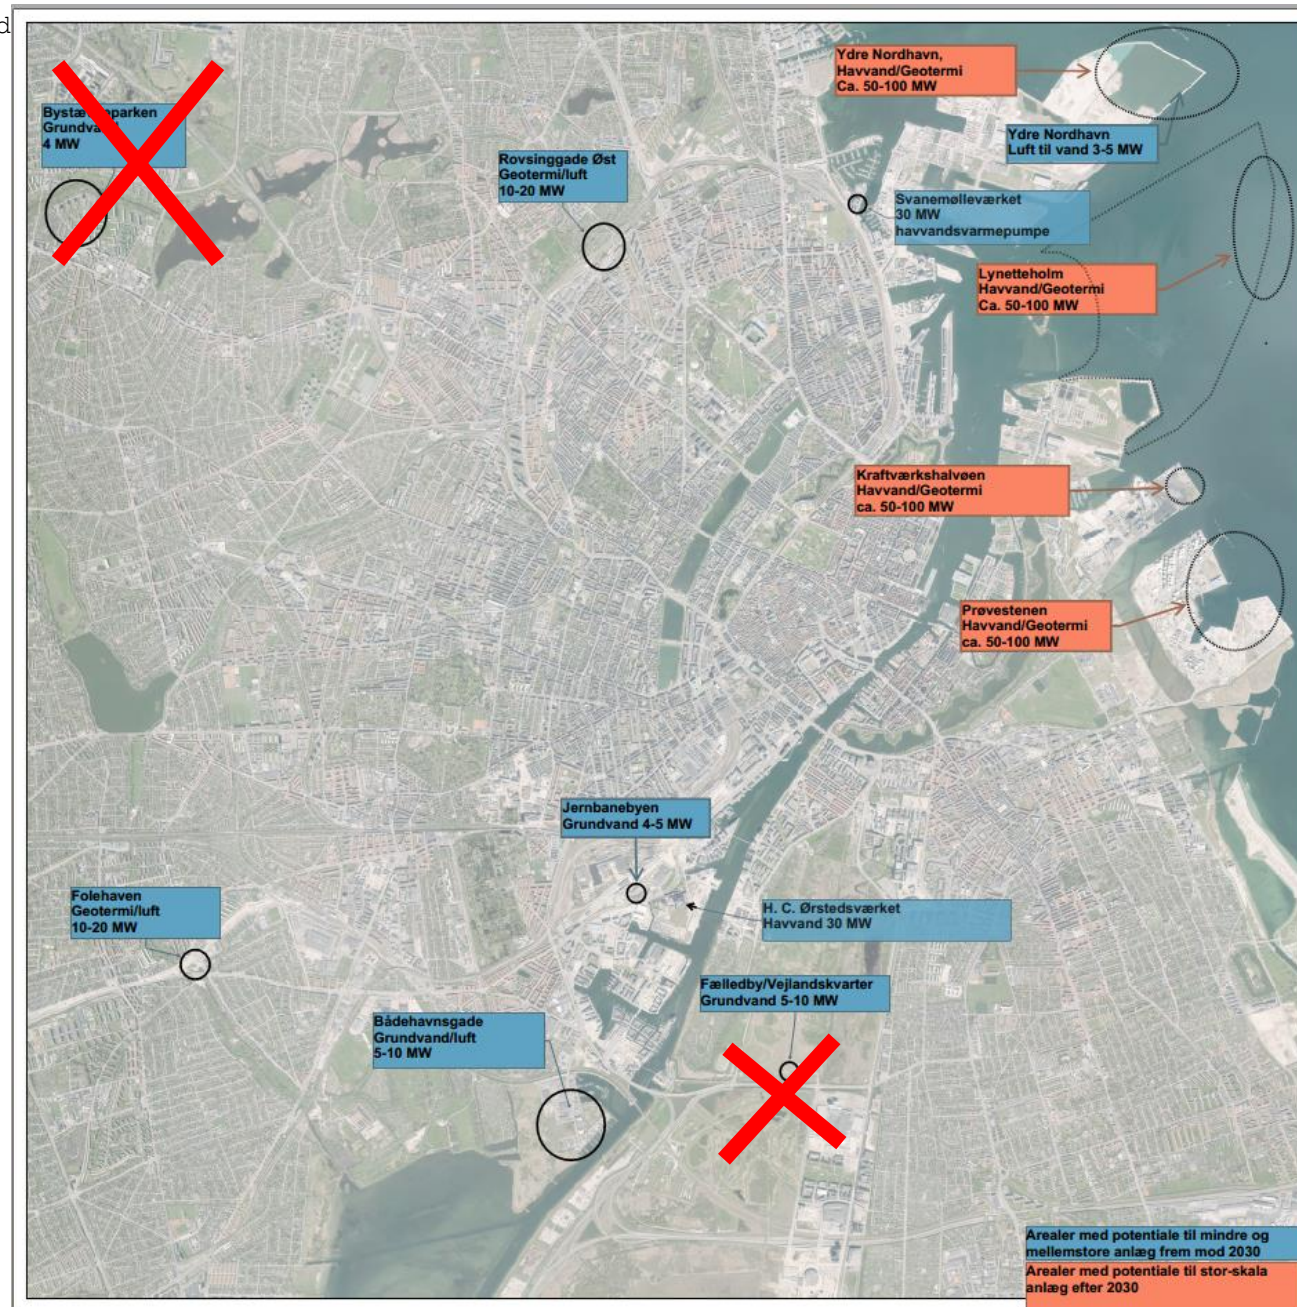 d
Ydre Nordhavn,
Havvand/Geotermi
Ca. 50-100 MW
Grundvand
4 MW
Ydre Nordhavn
Luft til vand 3-5 MW
Rovsinggade Øst
Geotermi/luft
10-20 MW
Svanemølleværket
30 MW
havvandsvarmepumpe
Lynetteholm
Havvand/Geotermi
Ca. 50-100 MW
Kraftværkshalvøen
Havvand/Geotermi
ca. 50-100 MW
Prøvestenen
Havvand/Geotermi
ca. 50-100 MW
Jernbanebyen
Grundvand 4-5 MW
Folehaven
Geotermi/luft
10-20 MW
H. C. Ørstedsværket
Havvand 30 MW
Fælledby/Vejlandskvarter
Grundvand 5-10 MW
Bådehavnsgade
Grundvand/luft
5-10 MW
Arealer med potentiale til mindre og
mellemstore anlæg frem mod 2030
Arealer med potentiale til stor-skala
anlæg efter 2030